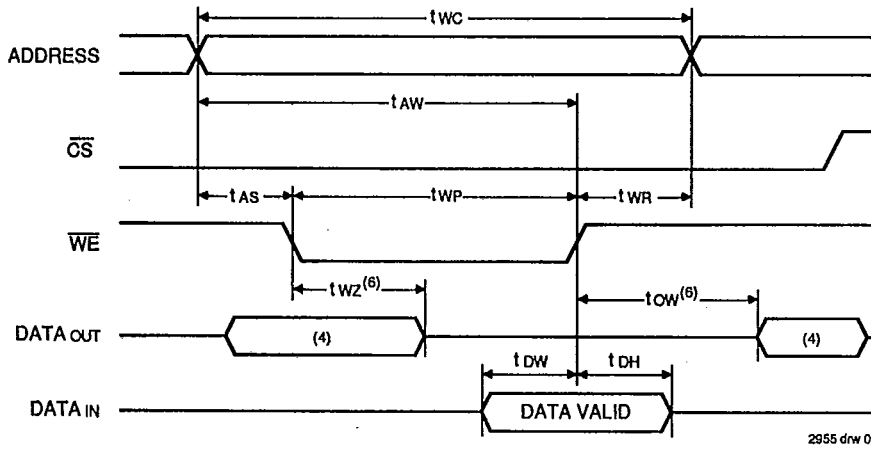 tWC
ADDRESS
tAW
CS
tAS tWP tWR
WE
tWZ(6) tOW(6)
DATA OUT (4) (4)
tDW tDH
DATA IN DATA VALID
2955 drw 0